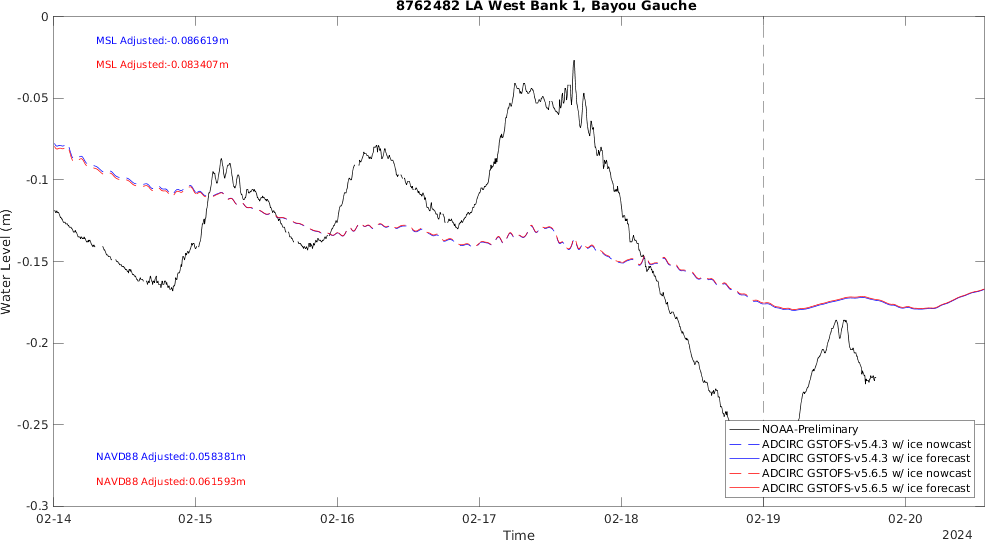 8762482 LA West Bank 1, Bayou Gauche
MSL Adjusted:-0.086619m
MSL Adjusted:-0.083407m
0
-0.05
-0.1
-0.15
-0.2
-0.25
-0.3
Water Level (m)
NAVD88 Adjusted:0.058381m
NAVD88 Adjusted:0.061593m
NOAA-Preliminary
ADCIRC GSTOFS-v5.4.3 w/ ice nowcast
ADCIRC GSTOFS-v5.4.3 w/ ice forecast
ADCIRC GSTOFS-v5.6.5 w/ ice nowcast
ADCIRC GSTOFS-v5.6.5 w/ ice forecast
02-14 02-15 02-16 02-17 02-18 02-19 02-20
Time
2024